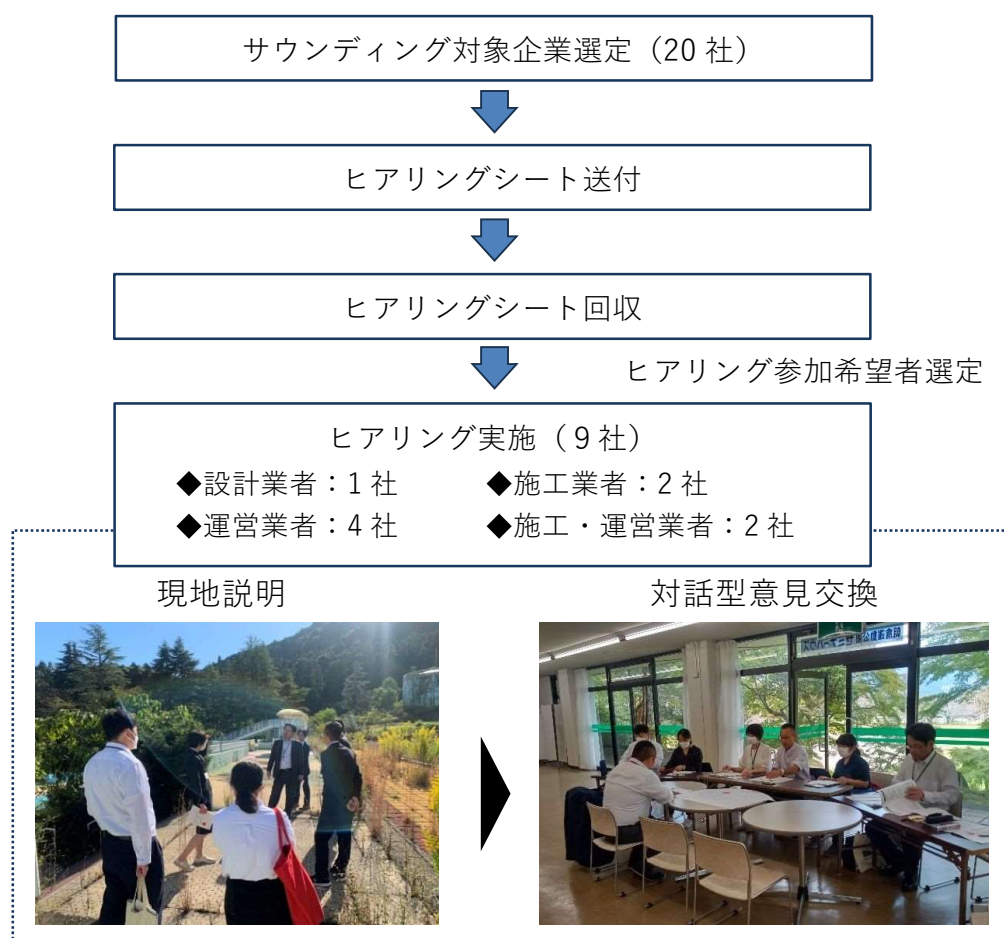 サウンディング対象企業選定（20 社）
ヒアリングシート送付
ヒアリングシート回収
ヒアリング参加希望者選定
ヒアリング実施（９社）
◆設計業者：1 社　◆施工業者：2 社
◆運営業者：4 社　◆施工・運営業者：2 社
現地説明　対話型意見交換